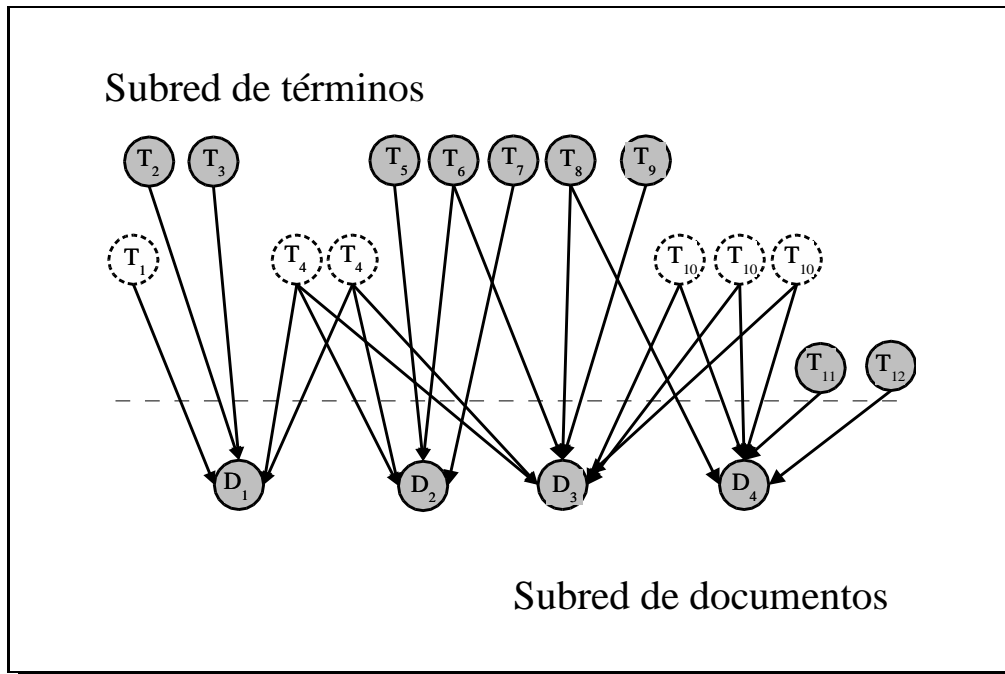 Subred de términos
T2 T3 T5 T6 T7 T8 T9
T1 T4 T4 T10 T10 T10
T11 T12
D1 D2 D3 D4
Subred de documentos